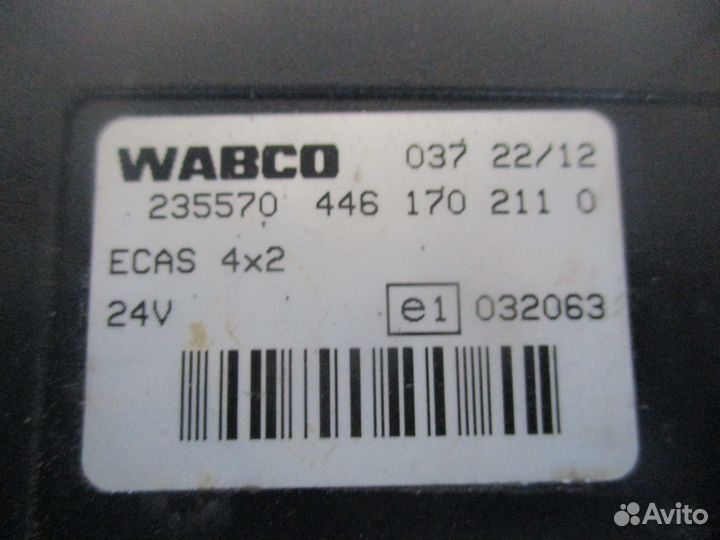 WABCO 037 22/12
235570 446 170 211 0
ECAS 4x2
24V e1 032063
Avito